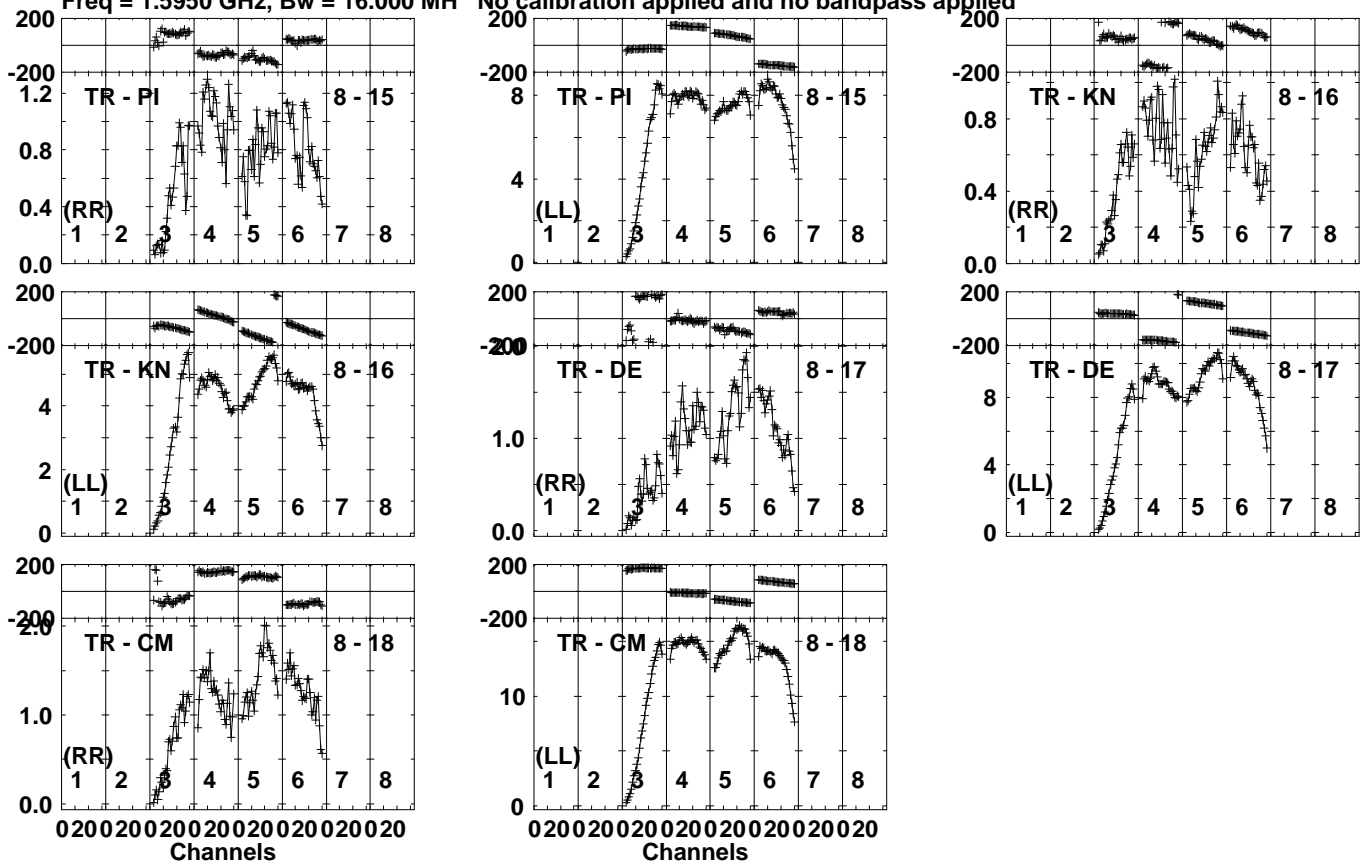 Freq = 1.5950 GHz, Bw = 16.000 MH No calibration applied and no bandpass applied
200 200 200
-200 -200 -200
TR - PI 8 - 15 TR - PI 8 - 15 TR - KN 8 - 16
1.2 8
0.8 4 0.8
0.4 0.4
(RR) (LL) (RR)
1 2 3 4 5 6 7 8 1 2 3 4 5 6 7 8 1 2 3 4 5 6 7 8
0.0 0 0.0
200 200 200
-200 -200 -200
2.0
TR - KN 8 - 16 TR - DE 8 - 17 TR - DE 8 - 17
4 1.0 8
2 4
(LL) (RR) (LL)
1 2 3 4 5 6 7 8 1 2 3 4 5 6 7 8 1 2 3 4 5 6 7 8
0 0.0 0
200 200
-200 -200
2.0
TR - CM 8 - 18 TR - CM 8 - 18
1.0 10
(RR) (LL)
1 2 3 4 5 6 7 8 1 2 3 4 5 6 7 8
0.0 0
0 20 0 20 0 20 0 20 0 20 0 20 0 20 0 20 0 20 0 20 0 20 0 20 0 20 0 20 0 20 0 20
Channels Channels